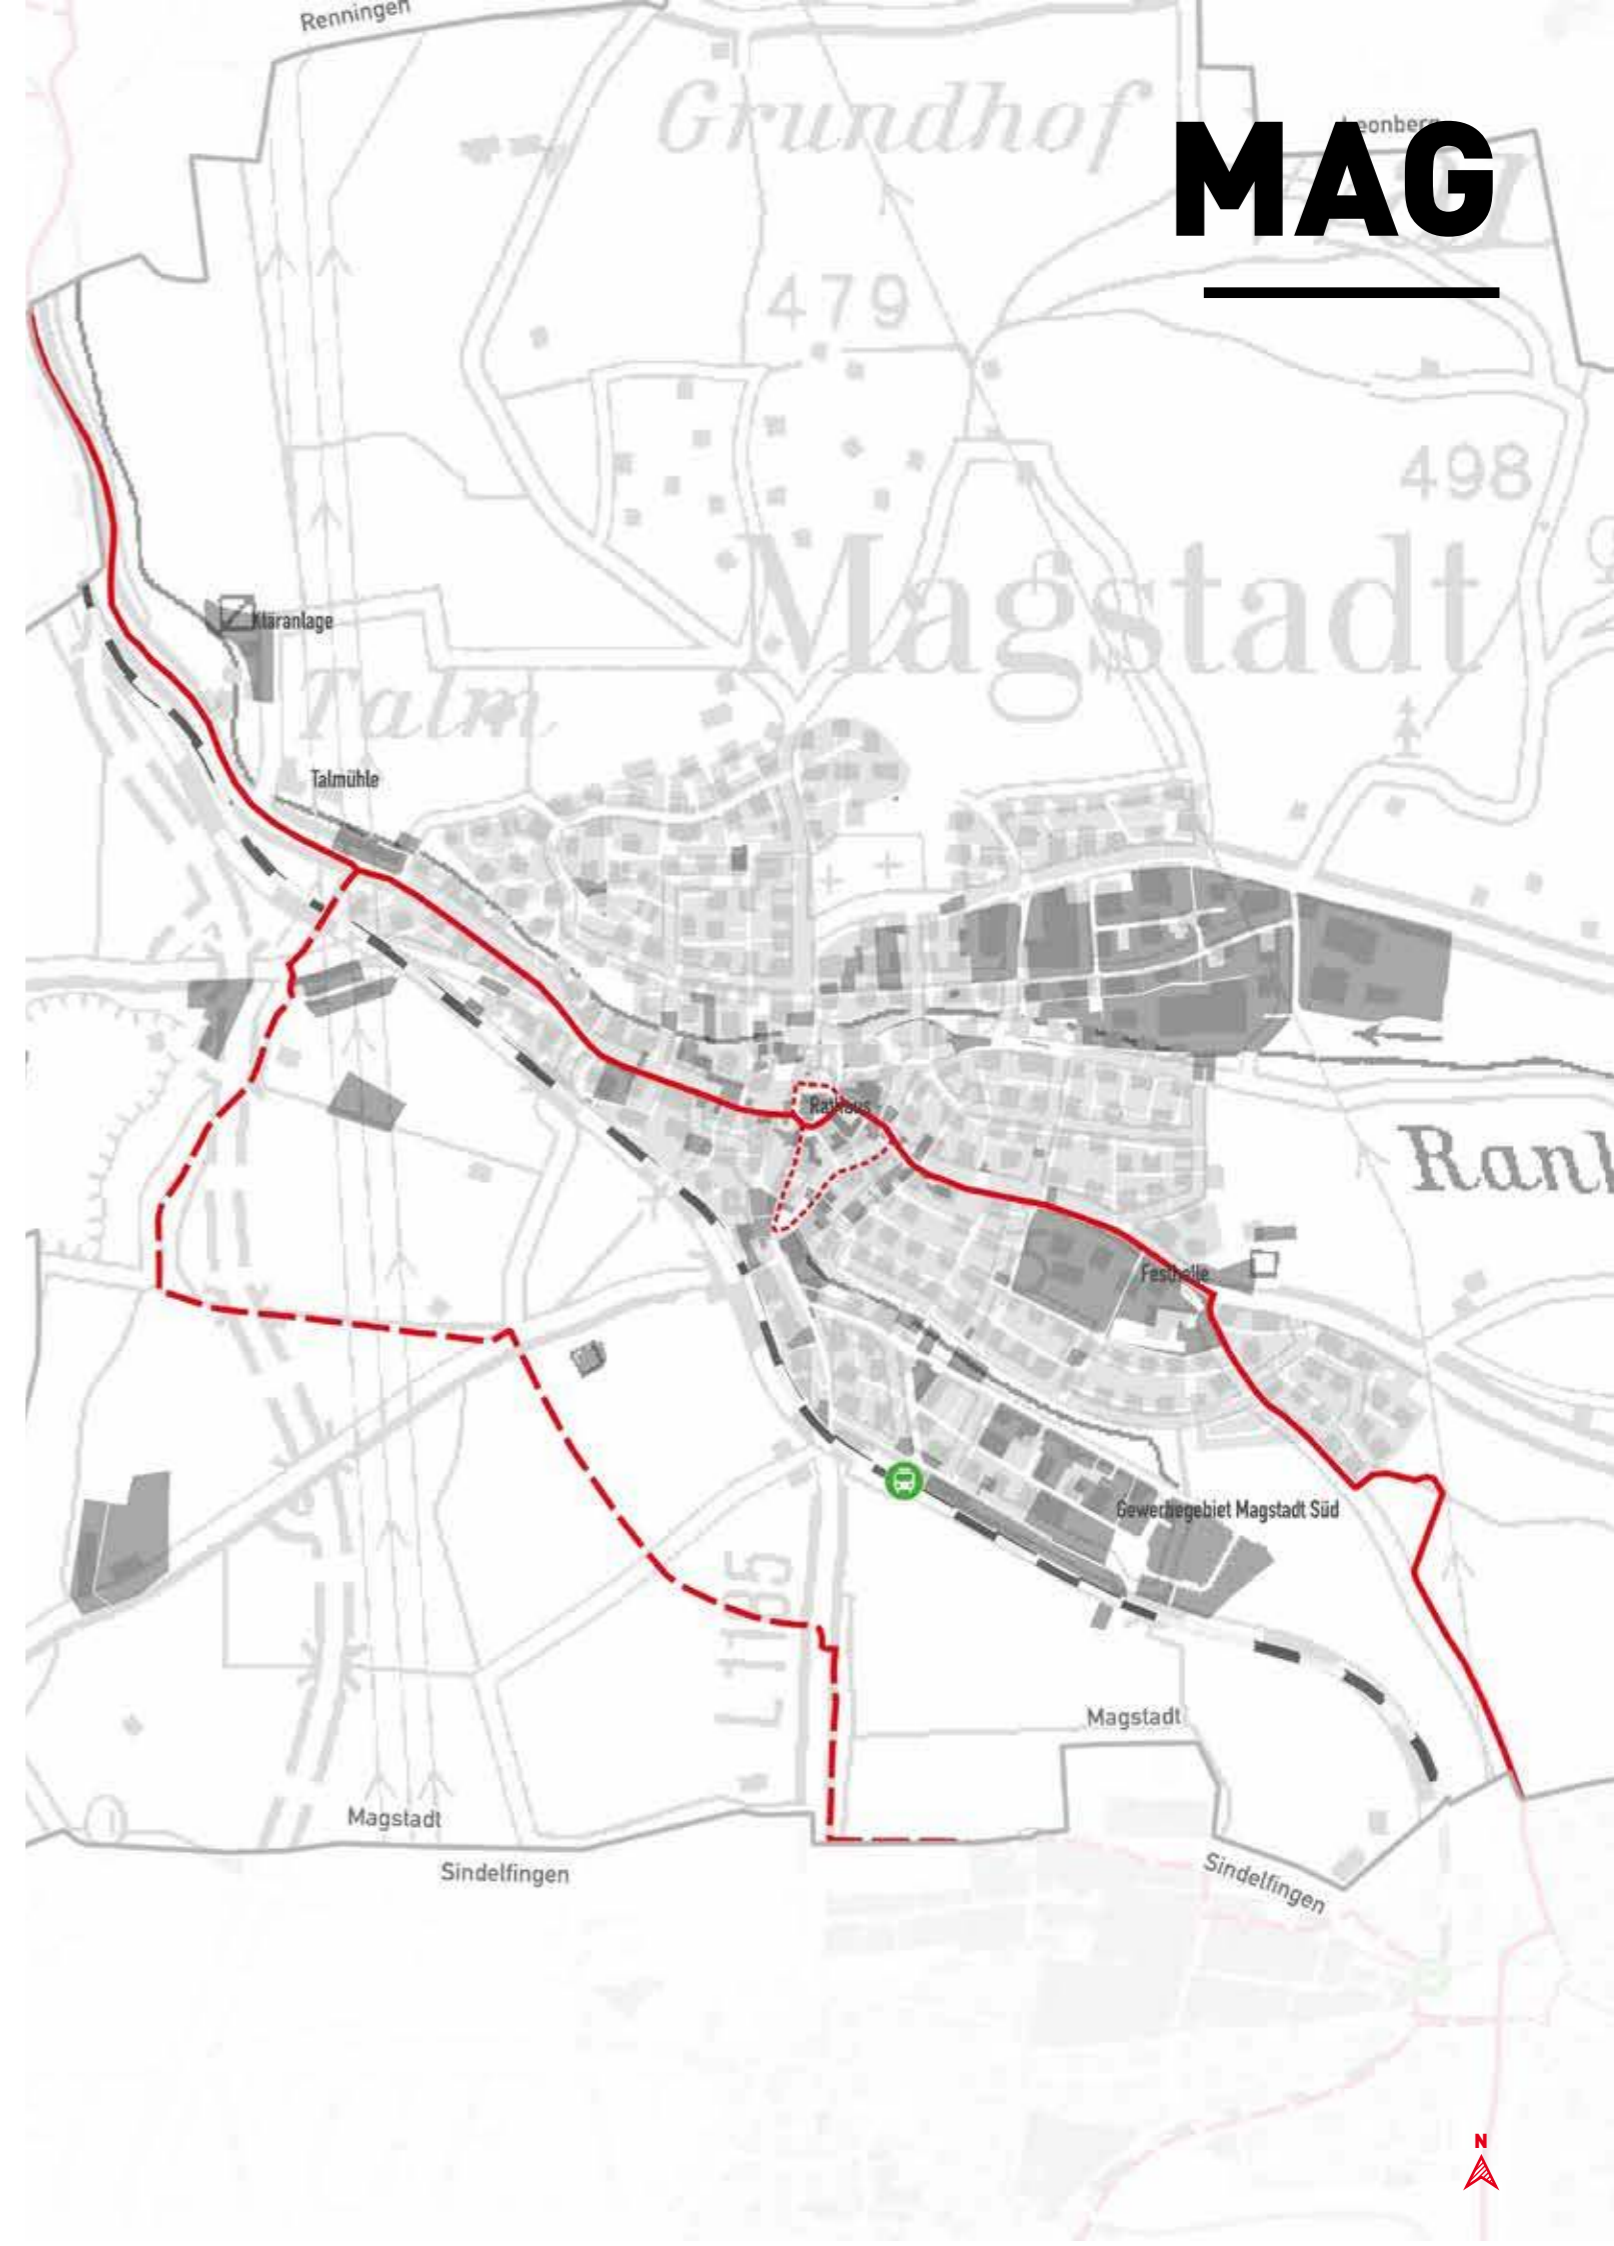 Renningen
Grundhof
Leonberg
MAG
479
498
Magstadt
Kläranlage
Talm
Talmühle
Rathaus
Festhalle
Gewerbegebiet Magstadt Süd
L1185
Magstadt
Magstadt
Sindelfingen
Sindelfingen
N